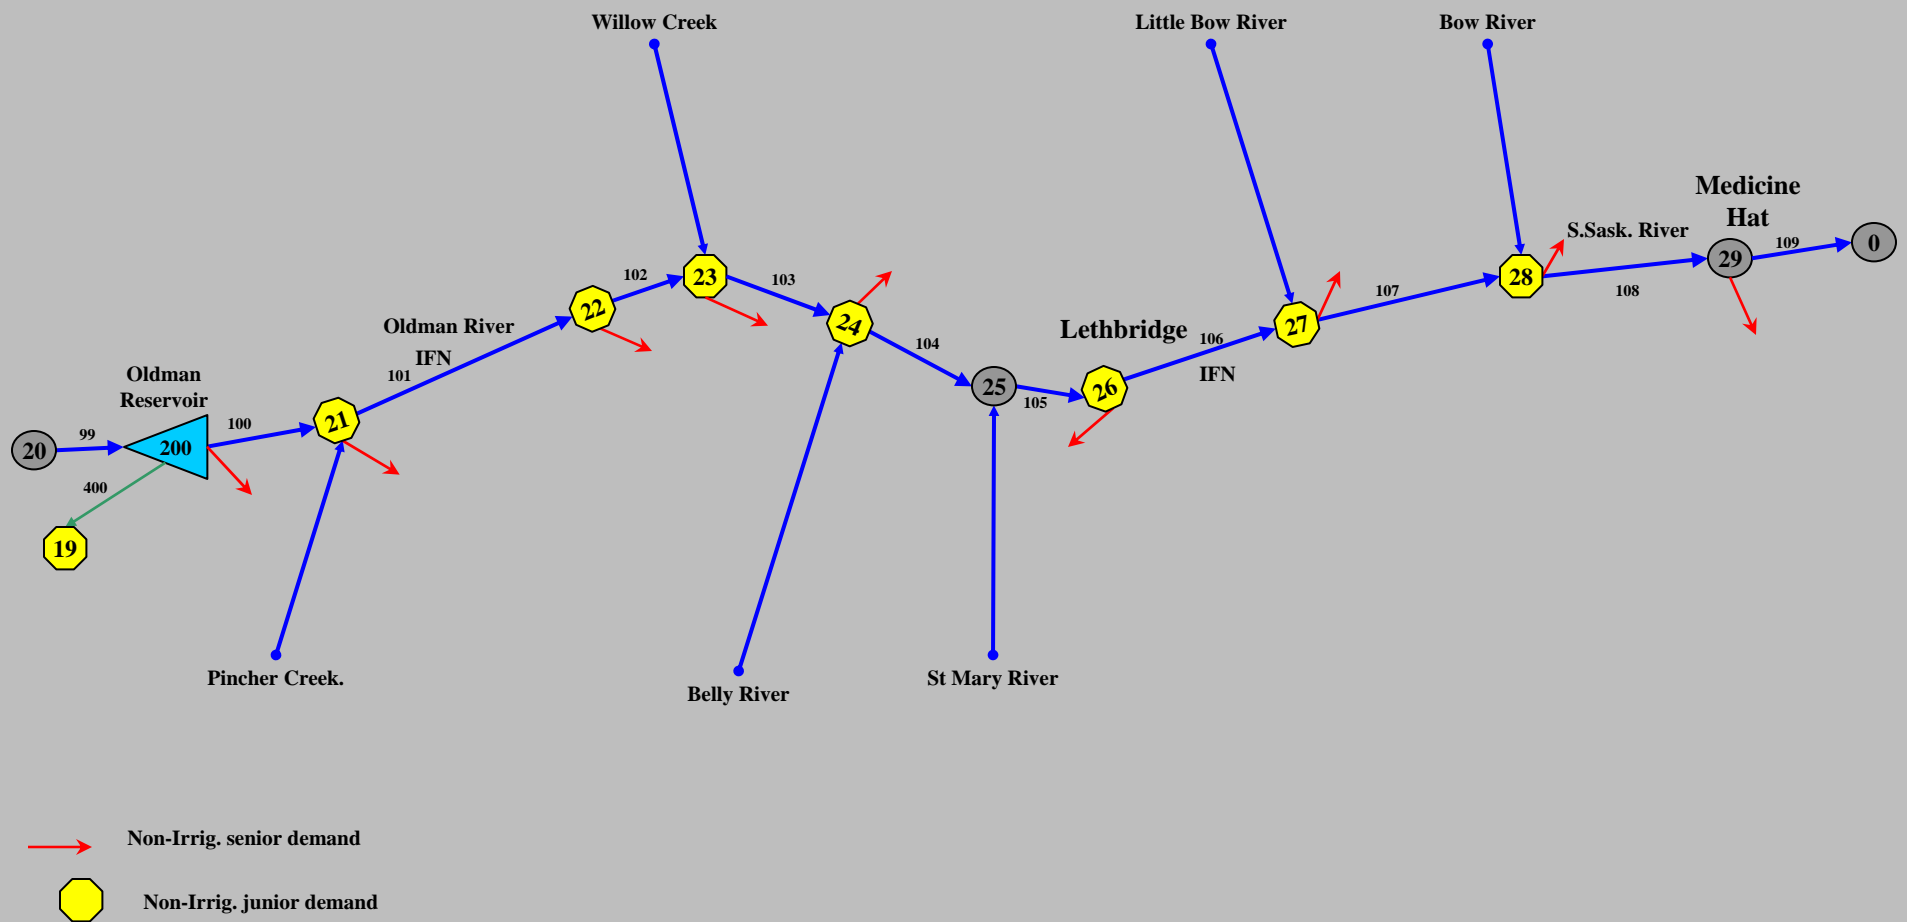 Willow Creek
Little Bow River
Bow River
Medicine
Hat
S.Sask. River
109
0
29
108
28
107
27
106
IFN
Lethbridge
26
105
25
104
24
103
23
102
22
Oldman River
IFN
101
21
100
Oldman
Reservoir
200
99
20
400
19
Pincher Creek.
Belly River
St Mary River
Non-Irrig. senior demand
Non-Irrig. junior demand